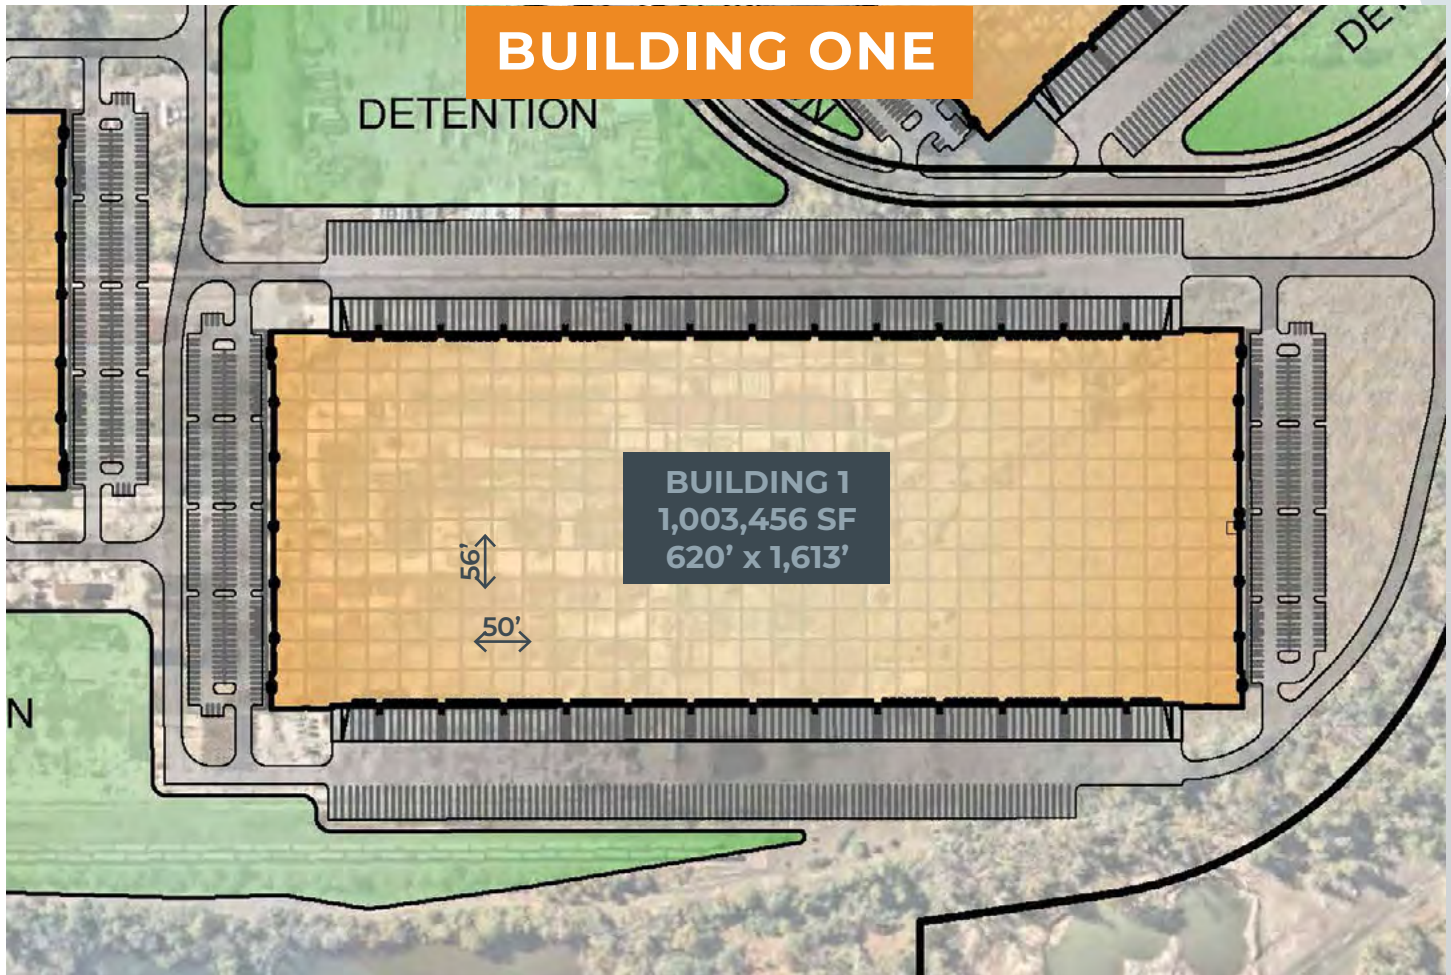 BUILDING ONE
DETENTION
BUILDING 1
1,003,456 SF
620’ x 1,613’
56’
50’
N